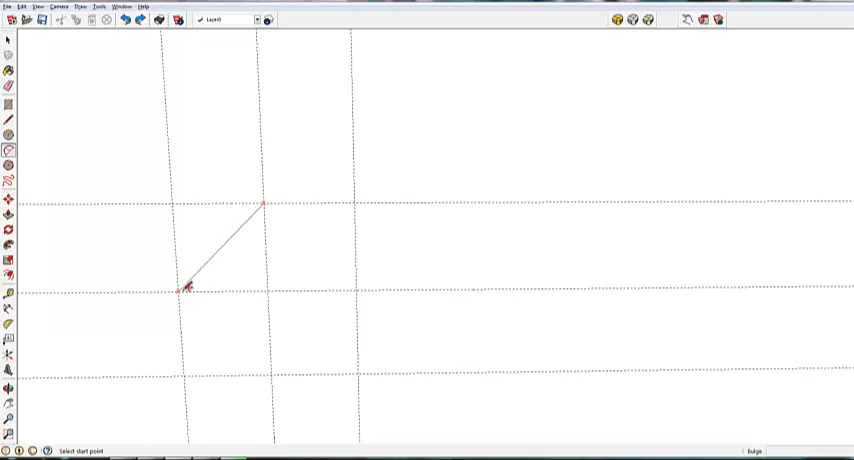 File Edit View Camera Draw Tools Window Help
Layer0
Select start point
Bulge